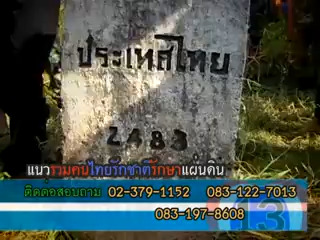 ประเทศไทย
2483
แนวร่วมคนไทยรักชาติรักษาแผ่นดิน
ติดต่อสอบถาม 02-379-1152 083-122-7013
083-197-8608
13